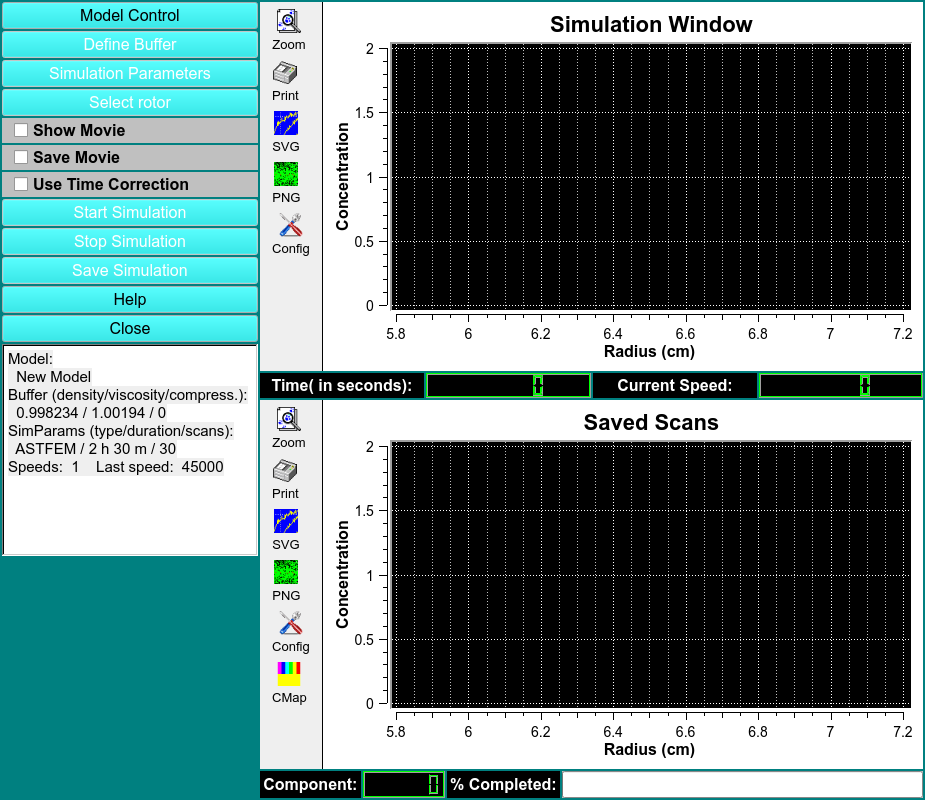 Model Control
Define Buffer
Simulation Parameters
Select rotor
Show Movie
Save Movie
Use Time Correction
Start Simulation
Stop Simulation
Save Simulation
Help
Close
Model:
New Model
Buffer (density/viscosity/compress.):
0.998234 / 1.00194 / 0
SimParams (type/duration/scans):
ASTFEM / 2 h 30 m / 30
Speeds: 1 Last speed: 45000
Zoom
Print
SVG
PNG
Config
Simulation Window
Concentration
2
1.5
1
0.5
0
5.8 6 6.2 6.4 6.6 6.8 7 7.2
Radius (cm)
Time( in seconds): 0 Current Speed: 0
Zoom
Print
SVG
PNG
Config
CMap
Saved Scans
Concentration
2
1.5
1
0.5
0
5.8 6 6.2 6.4 6.6 6.8 7 7.2
Radius (cm)
Component: 0 % Completed: